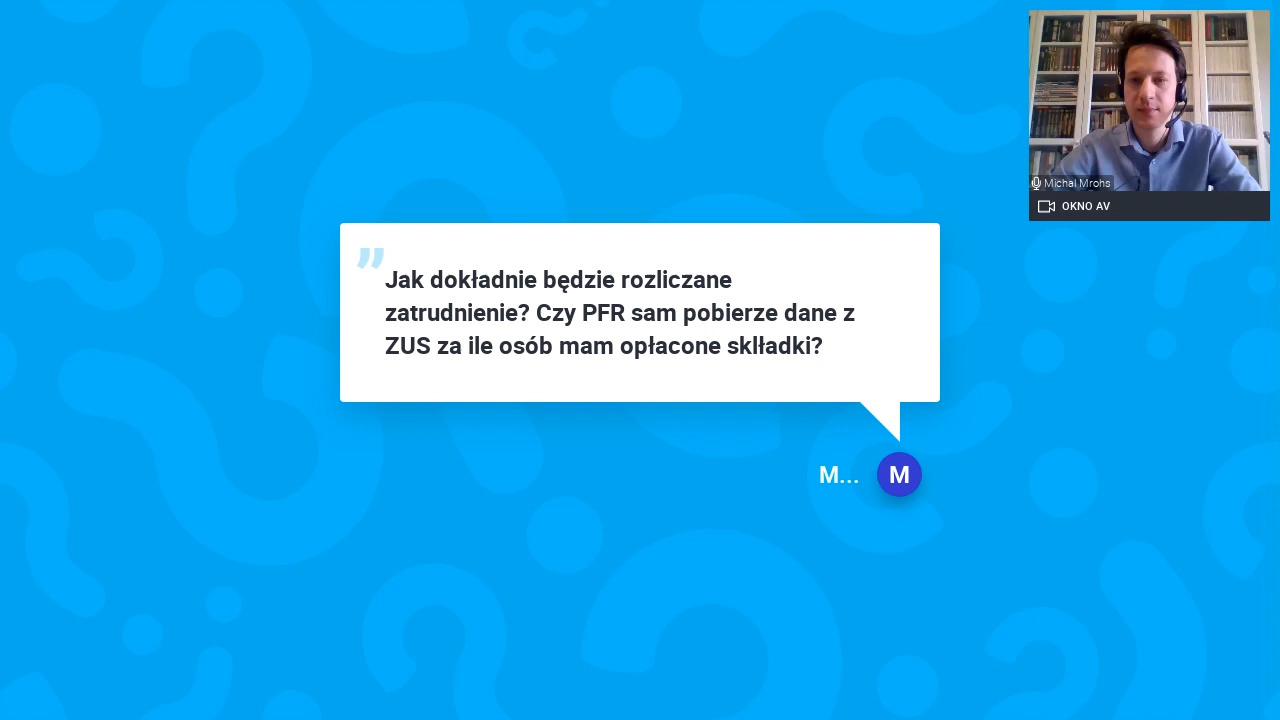 Michal Mrohs
OKNO AV
”
Jak dokładnie będzie rozliczane
zatrudnienie? Czy PFR sam pobierze dane z
ZUS za ile osób mam opłacone sklładki?
M... M